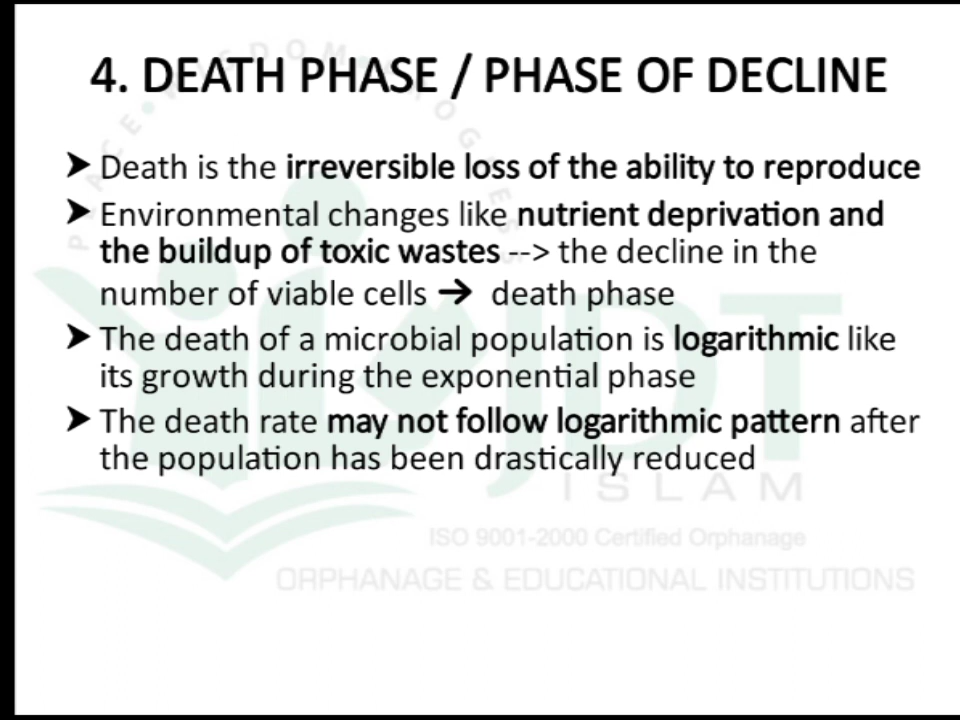 4. DEATH PHASE / PHASE OF DECLINE
➤ Death is the irreversible loss of the ability to reproduce
➤ Environmental changes like nutrient deprivation and
the buildup of toxic wastes --> the decline in the
number of viable cells → death phase
➤ The death of a microbial population is logarithmic like
its growth during the exponential phase
➤ The death rate may not follow logarithmic pattern after
the population has been drastically reduced
JDT
ISLAM
ISO 9001-2000 Certified Orphanage
ORPHANAGE & EDUCATIONAL INSTITUTIONS